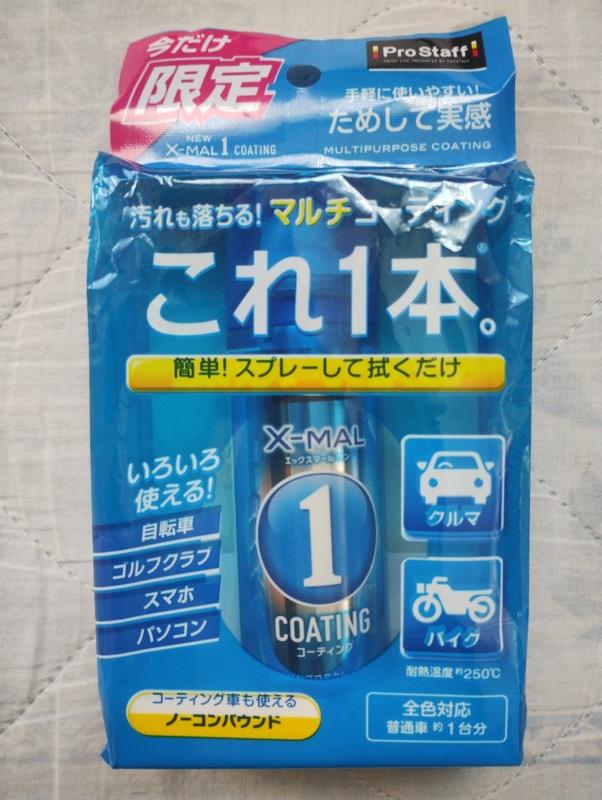 今だけ
限定
Pro Staff
手軽に使いやすい!
ためして実感
NEW
X-MAL 1 COATING
MULTIPURPOSE COATING
汚れも落ちる! マルチコーティング
これ1本。®
簡単! スプレーして拭くだけ
X-MAL
エックスマールワン
1
COATING
コーティング
いろいろ
使える!
自転車
ゴルフクラブ
スマホ
パソコン
クルマ
バイク
耐熱温度 約250℃
コーティング車も使える
ノーコンパウンド
全色対応
普通車 約1台分